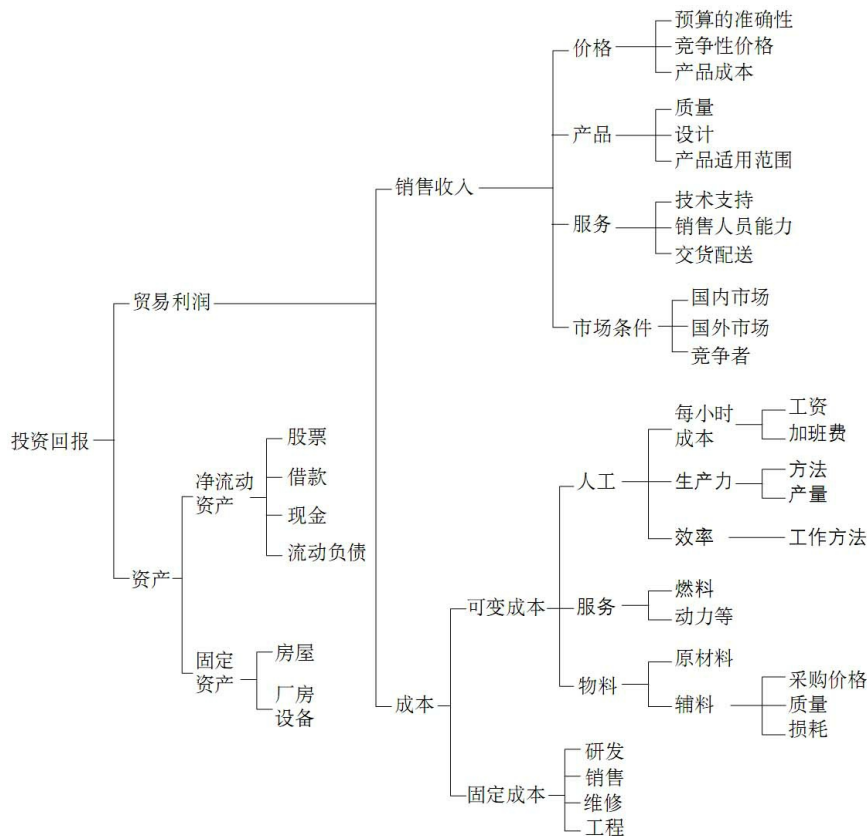 预算的准确性
价格
竞争性价格
产品成本
质量
产品
设计
产品适用范围
销售收入
技术支持
服务
销售人员能力
交货配送
贸易利润
国内市场
市场条件
国外市场
竞争者
投资回报
每小时
成本
工资
加班费
股票
净流动
资产
借款
现金
流动负债
人工
生产力
方法
产量
效率
工作方法
资产
可变成本
服务
燃料
动力等
固定
资产
房屋
厂房
设备
物料
原材料
辅料
采购价格
质量
损耗
成本
固定成本
研发
销售
维修
工程